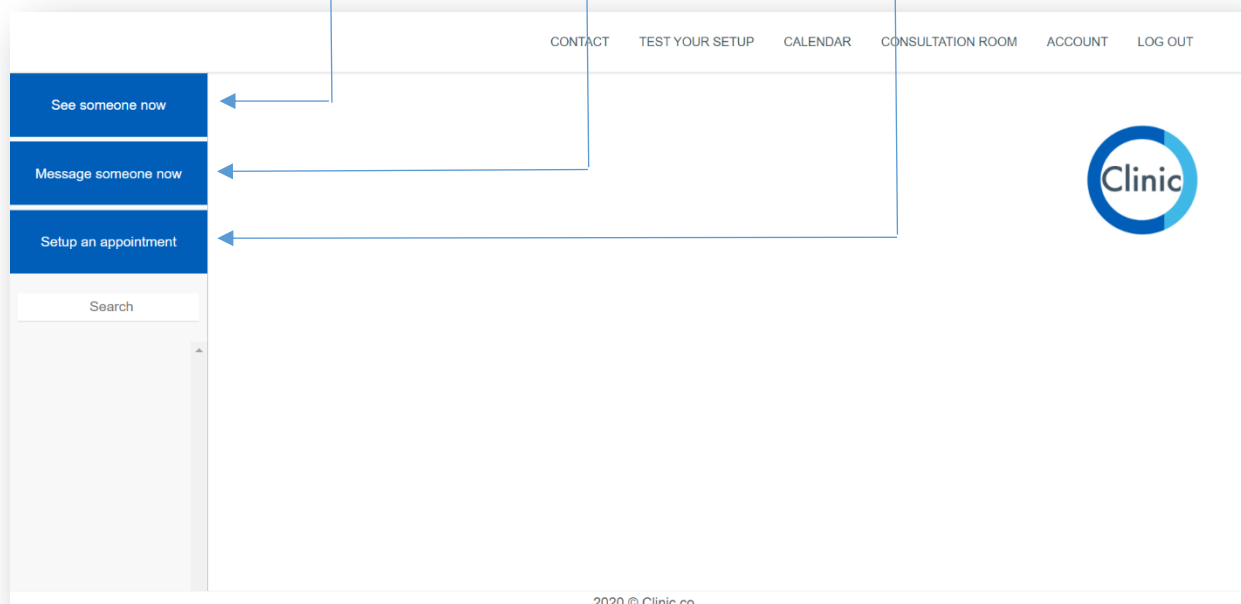 CONTACT TEST YOUR SETUP CALENDAR CONSULTATION ROOM ACCOUNT LOG OUT
See someone now
Message someone now
Setup an appointment
Search
Clinic
2020 © Clinic.co